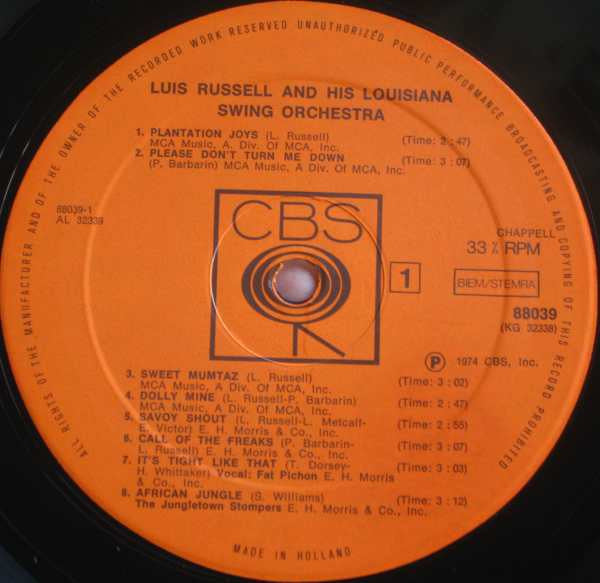 ALL RIGHTS OF THE MANUFACTURER AND OF THE OWNER OF THE RECORDED WORK RESERVED UNAUTHORIZED PUBLIC PERFORMANCE BROADCASTING AND COPYING OF THIS RECORD PROHIBITED
LUIS RUSSELL AND HIS LOUISIANA
SWING ORCHESTRA
1. PLANTATION JOYS (L. Russell) (Time: 2 : 47)
MCA Music, A Div. Of MCA, Inc.
2. PLEASE DON'T TURN ME DOWN (Time: 3 : 07)
(P. Barbarin) MCA Music, A Div. Of MCA, Inc.
88039-1
AL 32339
CBS
CHAPPELL
33⅓ RPM
1
BIEM/STEMRA
88039
(KG 32338)
P 1974 CBS, Inc.
3. SWEET MUMTAZ (L. Russell) (Time: 3 : 02)
MCA Music, A Div. Of MCA, Inc.
4. DOLLY MINE (L. Russell-P. Barbarin) (Time: 2 : 47)
MCA Music, A Div. Of MCA, Inc.
5. SAVOY SHOUT (L. Russell-L. Metcalf- (Time: 2 : 55)
E. Victor) E. H. Morris & Co., Inc.
6. CALL OF THE FREAKS (P. Barbarin- (Time: 3 : 07)
L. Russell) E. H. Morris & Co., Inc.
7. IT'S TIGHT LIKE THAT (T. Dorsey- (Time: 3 : 03)
H. Whittaker) Vocal: Fat Pichon E. H. Morris
& Co., Inc.
8. AFRICAN JUNGLE (S. Williams) (Time: 3 : 12)
The Jungletown Stompers E. H. Morris & Co., Inc.
MADE IN HOLLAND